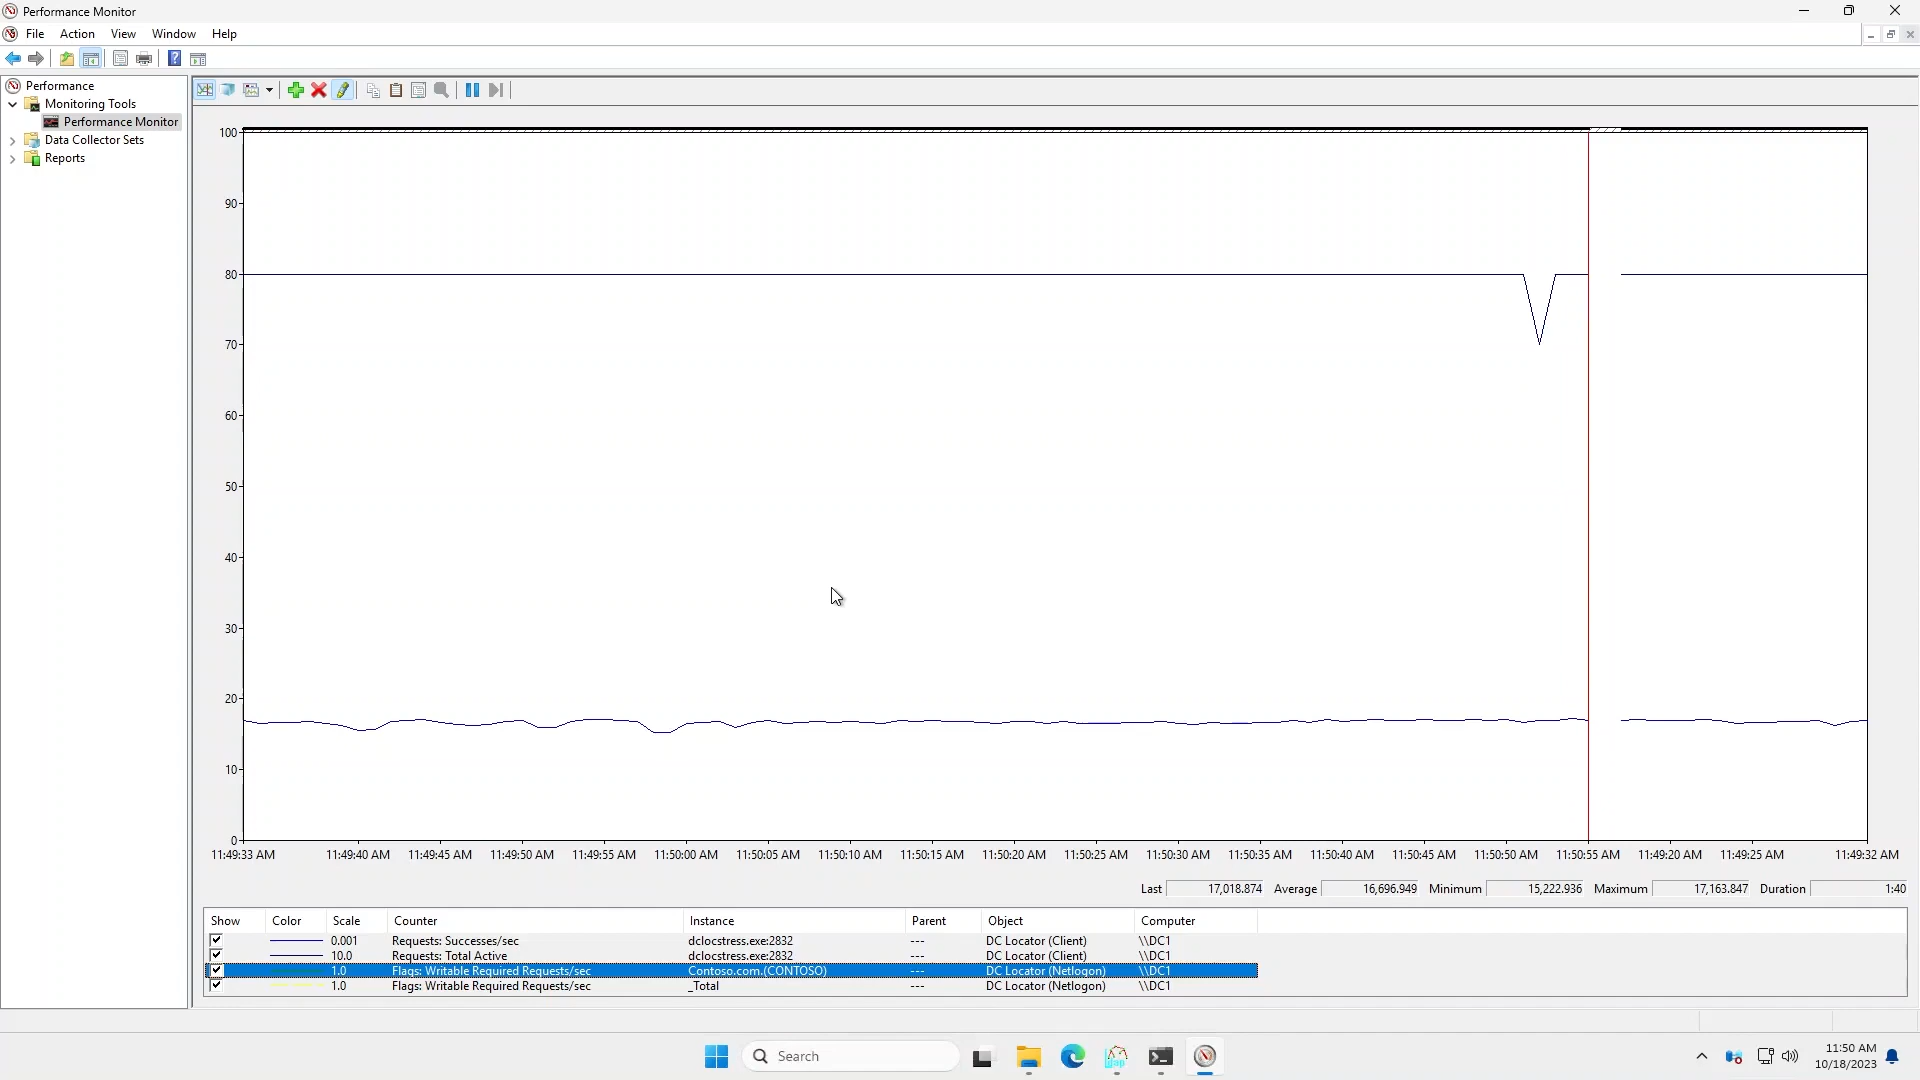 Performance Monitor
File Action View Window Help
Performance
Monitoring Tools
Performance Monitor
Data Collector Sets
Reports
100
90
80
70
60
50
40
30
20
10
0
11:49:33 AM 11:49:40 AM 11:49:45 AM 11:49:50 AM 11:49:55 AM 11:50:00 AM 11:50:05 AM 11:50:10 AM 11:50:15 AM 11:50:20 AM 11:50:25 AM 11:50:30 AM 11:50:35 AM 11:50:40 AM 11:50:45 AM 11:50:50 AM 11:50:55 AM 11:49:20 AM 11:49:25 AM 11:49:32 AM
Last 17,018.874 Average 16,696.949 Minimum 15,222.936 Maximum 17,163.847 Duration 1:40
Show Color Scale Counter Instance Parent Object Computer
0.001 Requests: Successes/sec dclocstress.exe:2832 --- DC Locator (Client) \\DC1
10.0 Requests: Total Active dclocstress.exe:2832 --- DC Locator (Client) \\DC1
1.0 Flags: Writable Required Requests/sec Contoso.com.(CONTOSO) --- DC Locator (Netlogon) \\DC1
1.0 Flags: Writable Required Requests/sec _Total --- DC Locator (Netlogon) \\DC1
Search
11:50 AM
10/18/2023